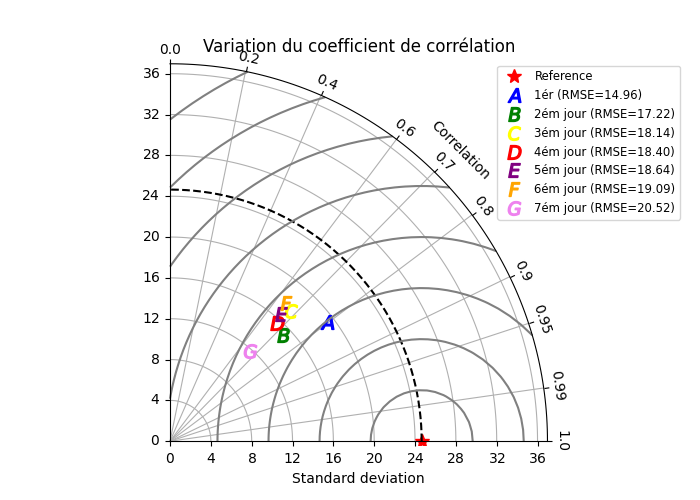 Variation du coefficient de corrélation
0.0
0.2
0.4
0.6
0.7
0.8
0.9
0.95
0.99
1.0
Correlation
Reference
A 1ér (RMSE=14.96)
B 2ém jour (RMSE=17.22)
C 3ém jour (RMSE=18.14)
D 4ém jour (RMSE=18.40)
E 5ém jour (RMSE=18.64)
F 6ém jour (RMSE=19.09)
G 7ém jour (RMSE=20.52)
36
32
28
24
20
16
12
8
4
0
F
C
E
D
A
B
G
0 4 8 12 16 20 24 28 32 36
Standard deviation